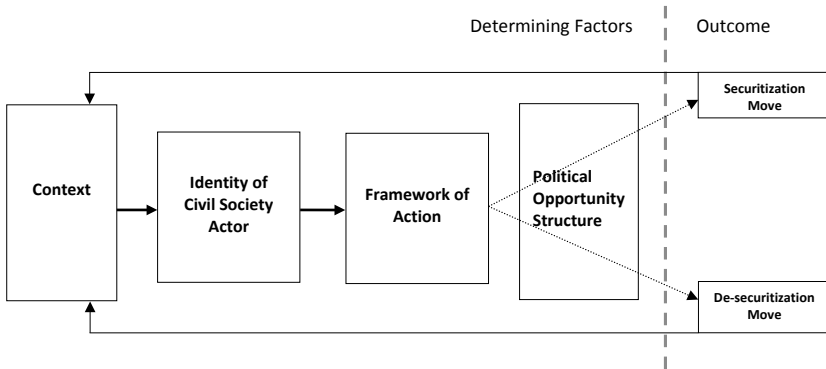 Determining Factors
Outcome
Securitization
Move
Context
Identity of
Civil Society
Actor
Framework of
Action
Political
Opportunity
Structure
De-securitization
Move